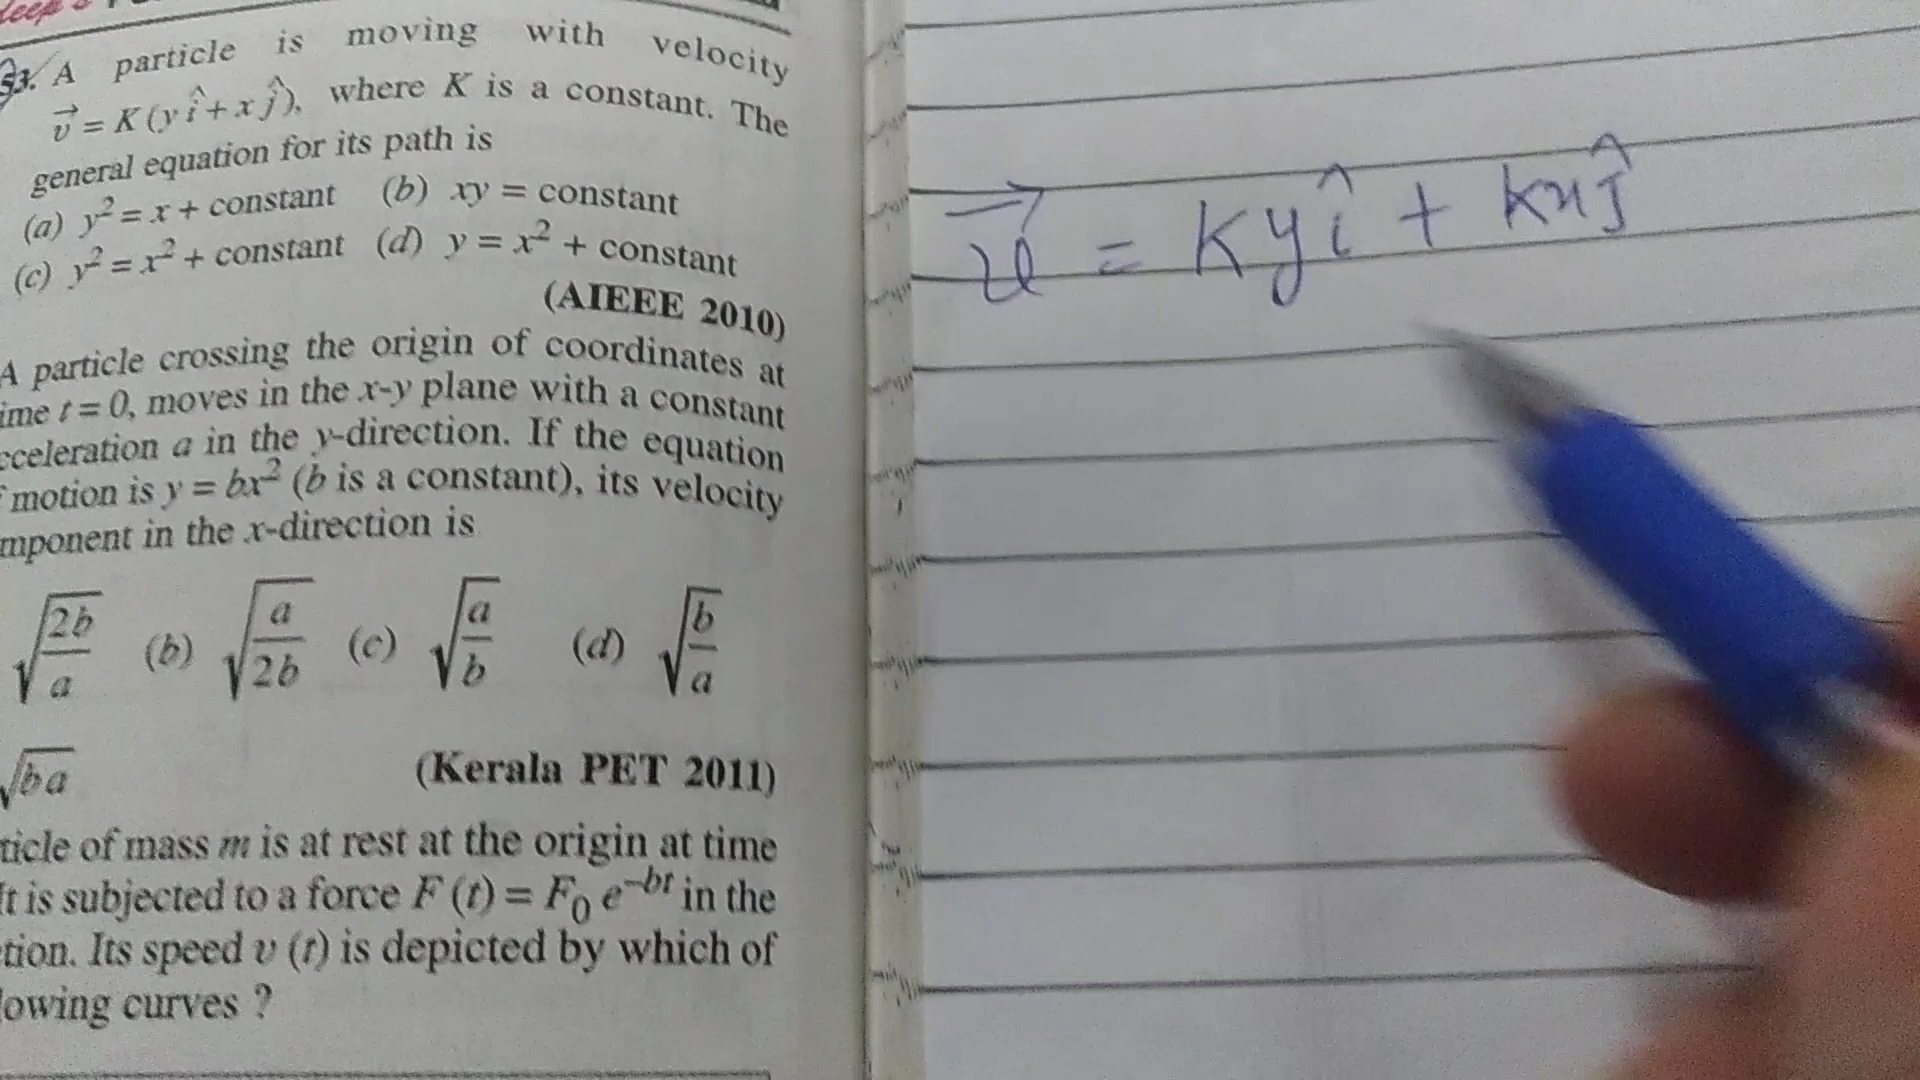 53. A particle is moving with velocity
v⃗ = K(y î + x ĵ), where K is a constant. The
general equation for its path is
(a) y² = x + constant (b) xy = constant
(c) y² = x² + constant (d) y = x² + constant
(AIEEE 2010)
A particle crossing the origin of coordinates at
ime t = 0, moves in the x-y plane with a constant
cceleration a in the y-direction. If the equation
motion is y = bx² (b is a constant), its velocity
mponent in the x-direction is
√(2b/a) (b) √(a/2b) (c) √(a/b) (d) √(b/a)
√ba
(Kerala PET 2011)
ticle of mass m is at rest at the origin at time
It is subjected to a force F (t) = F₀ e^(−bt) in the
tion. Its speed v (t) is depicted by which of
lowing curves ?
v⃗ = Kyî + Kxĵ